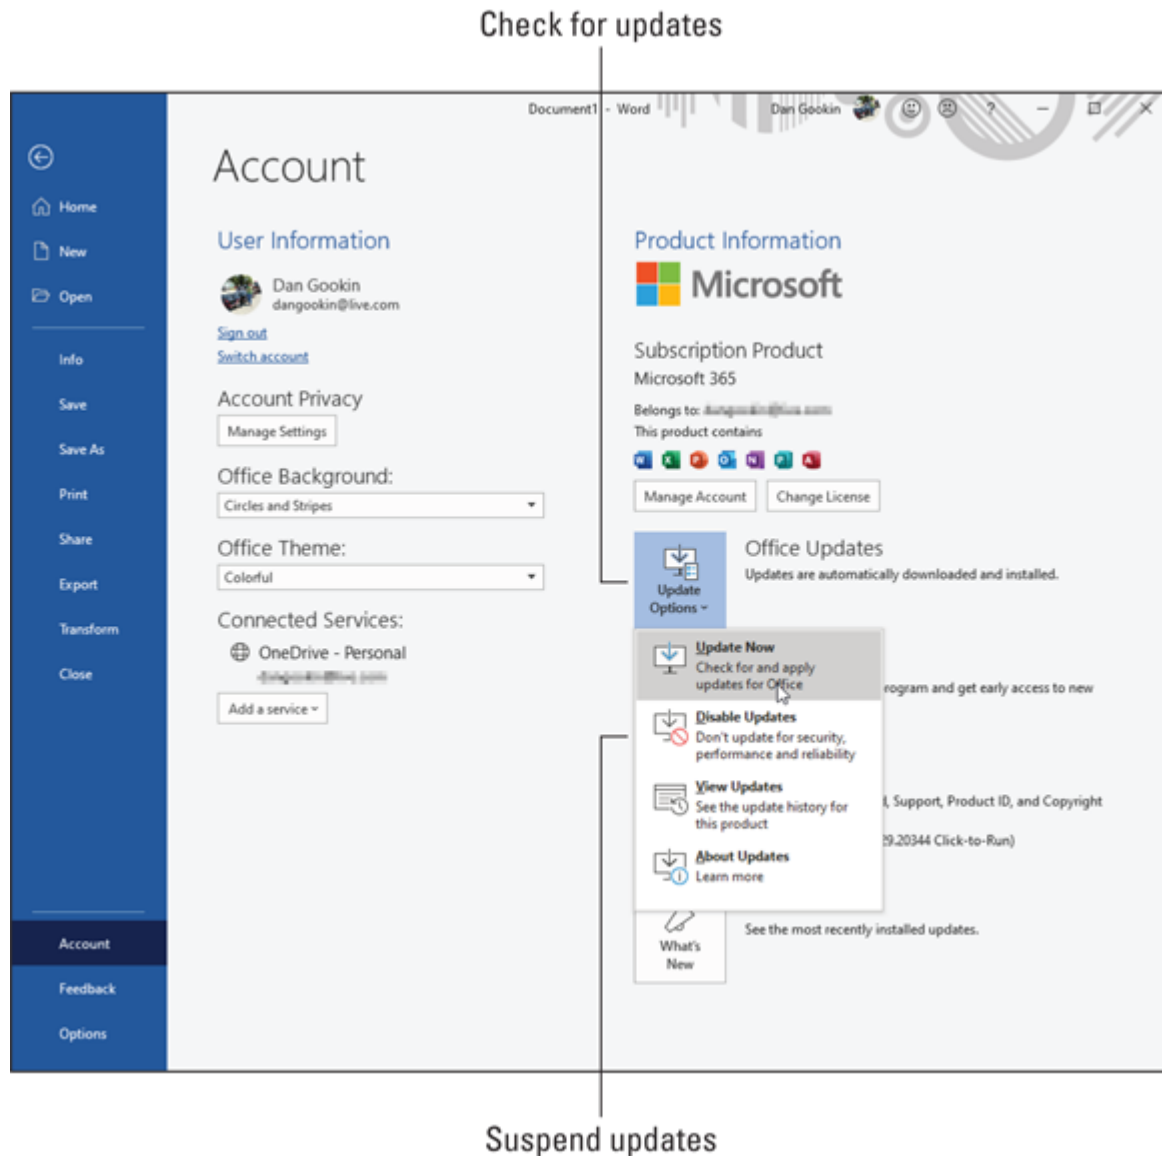 Check for updates
Document1 - Word
Dan Gookin
?
Account
Home
New
Open
Info
Save
Save As
Print
Share
Export
Transform
Close
Account
Feedback
Options
User Information
Dan Gookin
dangookin@live.com
Sign out
Switch account
Account Privacy
Manage Settings
Office Background:
Circles and Stripes
Office Theme:
Colorful
Connected Services:
OneDrive - Personal
Add a service
Product Information
Microsoft
Subscription Product
Microsoft 365
Belongs to:
This product contains
Manage Account
Change License
Update
Options
Office Updates
Updates are automatically downloaded and installed.
Update Now
Check for and apply
updates for Office
rogram and get early access to new
Disable Updates
Don't update for security,
performance and reliability
View Updates
See the update history for
this product
, Support, Product ID, and Copyright
9.20344 Click-to-Run)
About Updates
Learn more
What's
New
See the most recently installed updates.
Suspend updates